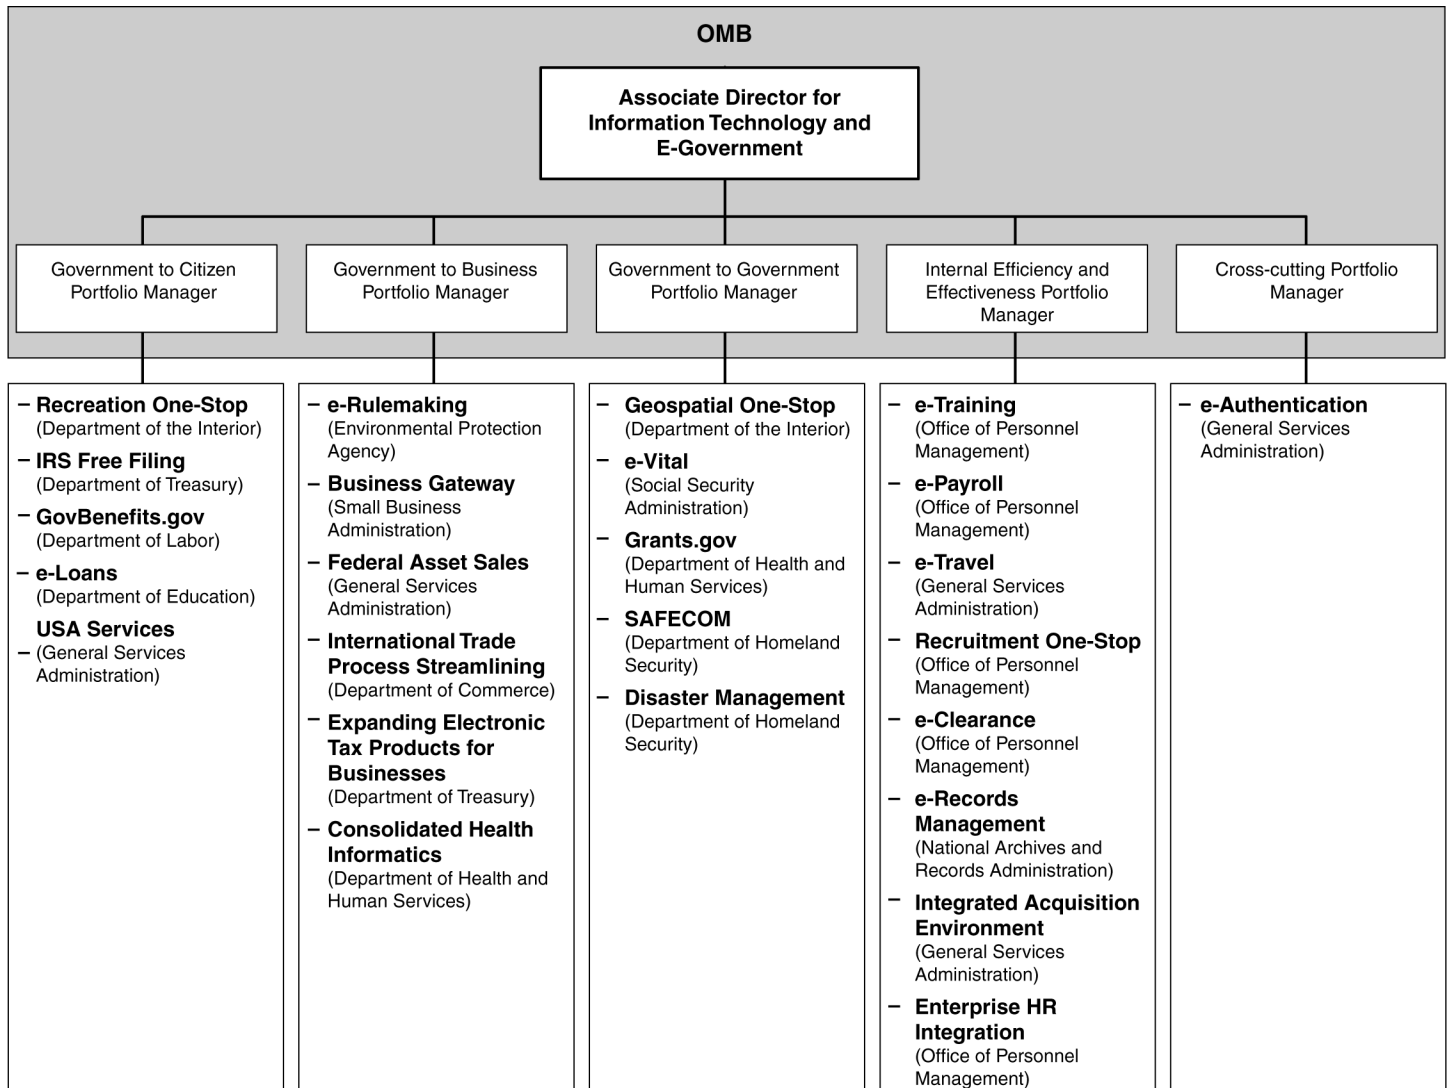 OMB
Associate Director for
Information Technology and
E-Government
Government to Citizen
Portfolio Manager
Government to Business
Portfolio Manager
Government to Government
Portfolio Manager
Internal Efficiency and
Effectiveness Portfolio
Manager
Cross-cutting Portfolio
Manager
– Recreation One-Stop
(Department of the Interior)
– IRS Free Filing
(Department of Treasury)
– GovBenefits.gov
(Department of Labor)
– e-Loans
(Department of Education)
USA Services
– (General Services
Administration)
– e-Rulemaking
(Environmental Protection
Agency)
– Business Gateway
(Small Business
Administration)
– Federal Asset Sales
(General Services
Administration)
– International Trade
Process Streamlining
(Department of Commerce)
– Expanding Electronic
Tax Products for
Businesses
(Department of Treasury)
– Consolidated Health
Informatics
(Department of Health and
Human Services)
– Geospatial One-Stop
(Department of the Interior)
– e-Vital
(Social Security
Administration)
– Grants.gov
(Department of Health and
Human Services)
– SAFECOM
(Department of Homeland
Security)
– Disaster Management
(Department of Homeland
Security)
– e-Training
(Office of Personnel
Management)
– e-Payroll
(Office of Personnel
Management)
– e-Travel
(General Services
Administration)
– Recruitment One-Stop
(Office of Personnel
Management)
– e-Clearance
(Office of Personnel
Management)
– e-Records
Management
(National Archives and
Records Administration)
– Integrated Acquisition
Environment
(General Services
Administration)
– Enterprise HR
Integration
(Office of Personnel
Management)
– e-Authentication
(General Services
Administration)